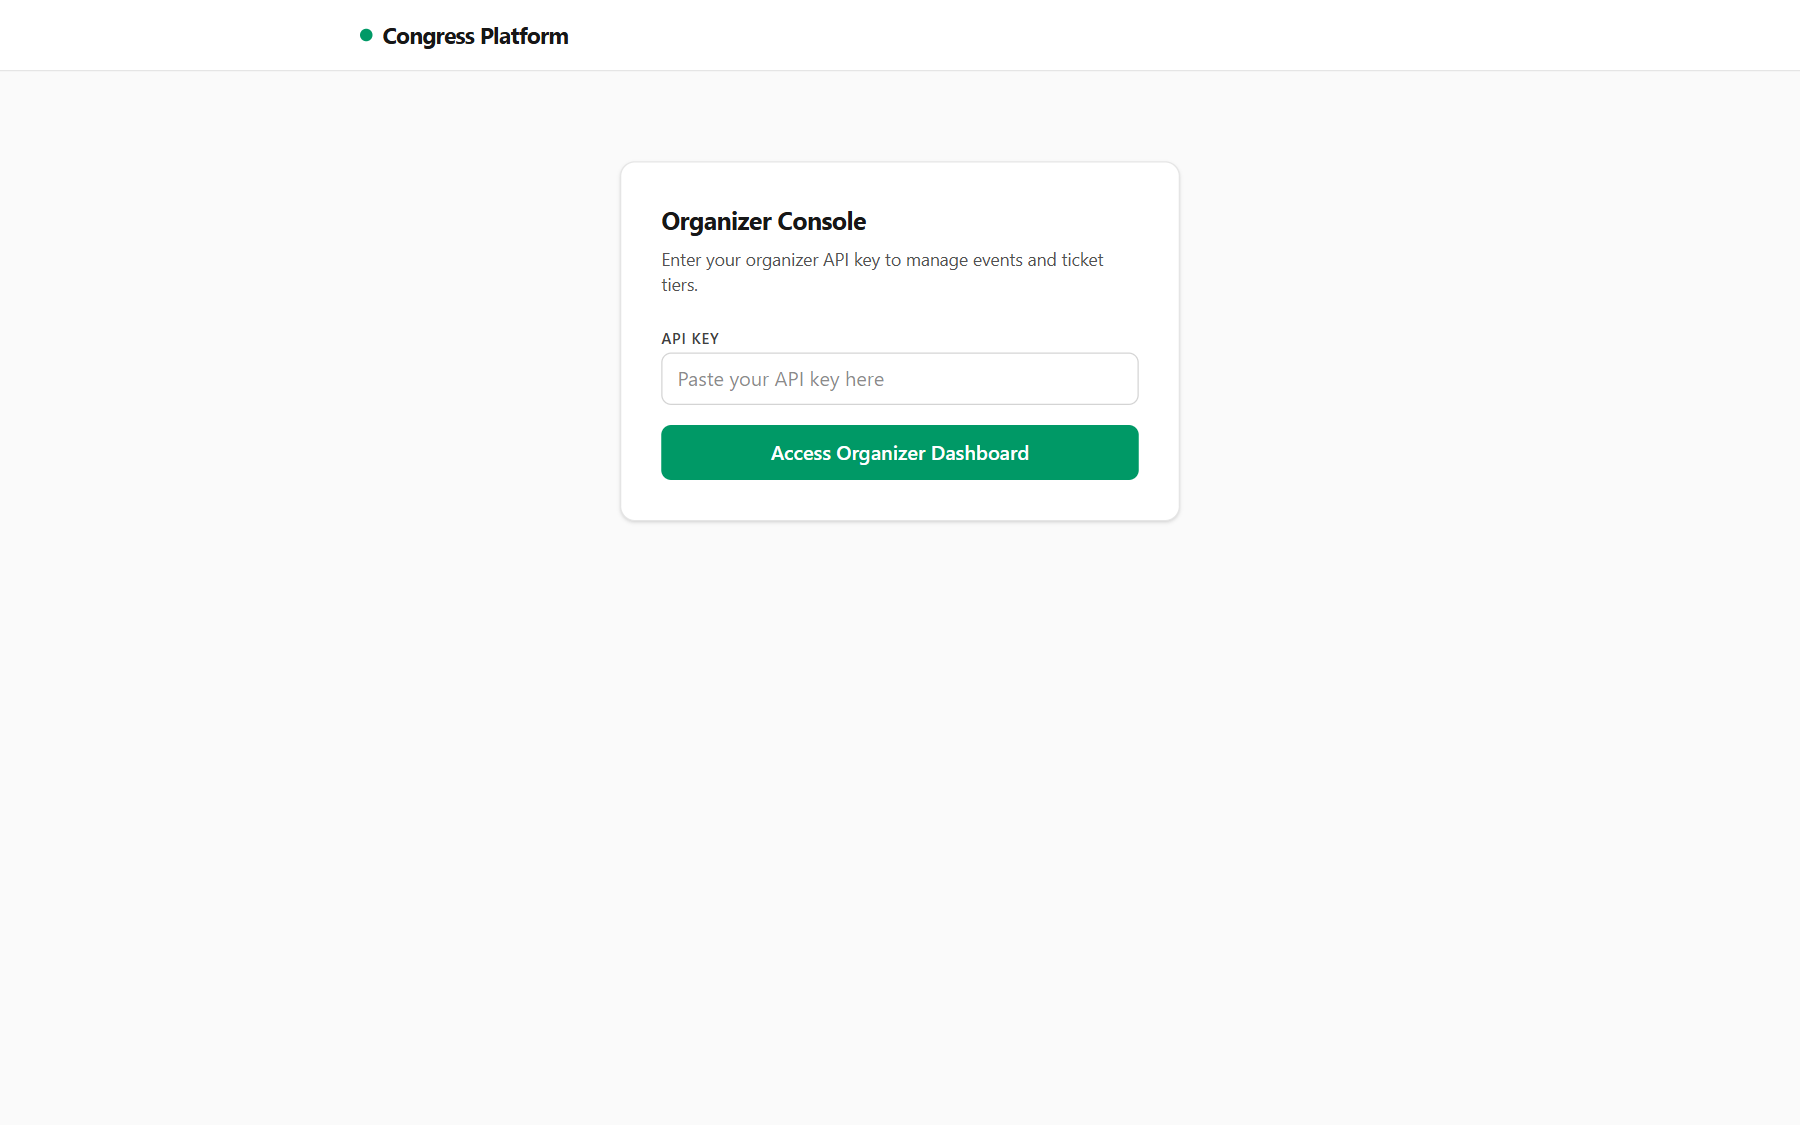 Congress Platform
Organizer Console
Enter your organizer API key to manage events and ticket
tiers.
API KEY
Paste your API key here
Access Organizer Dashboard